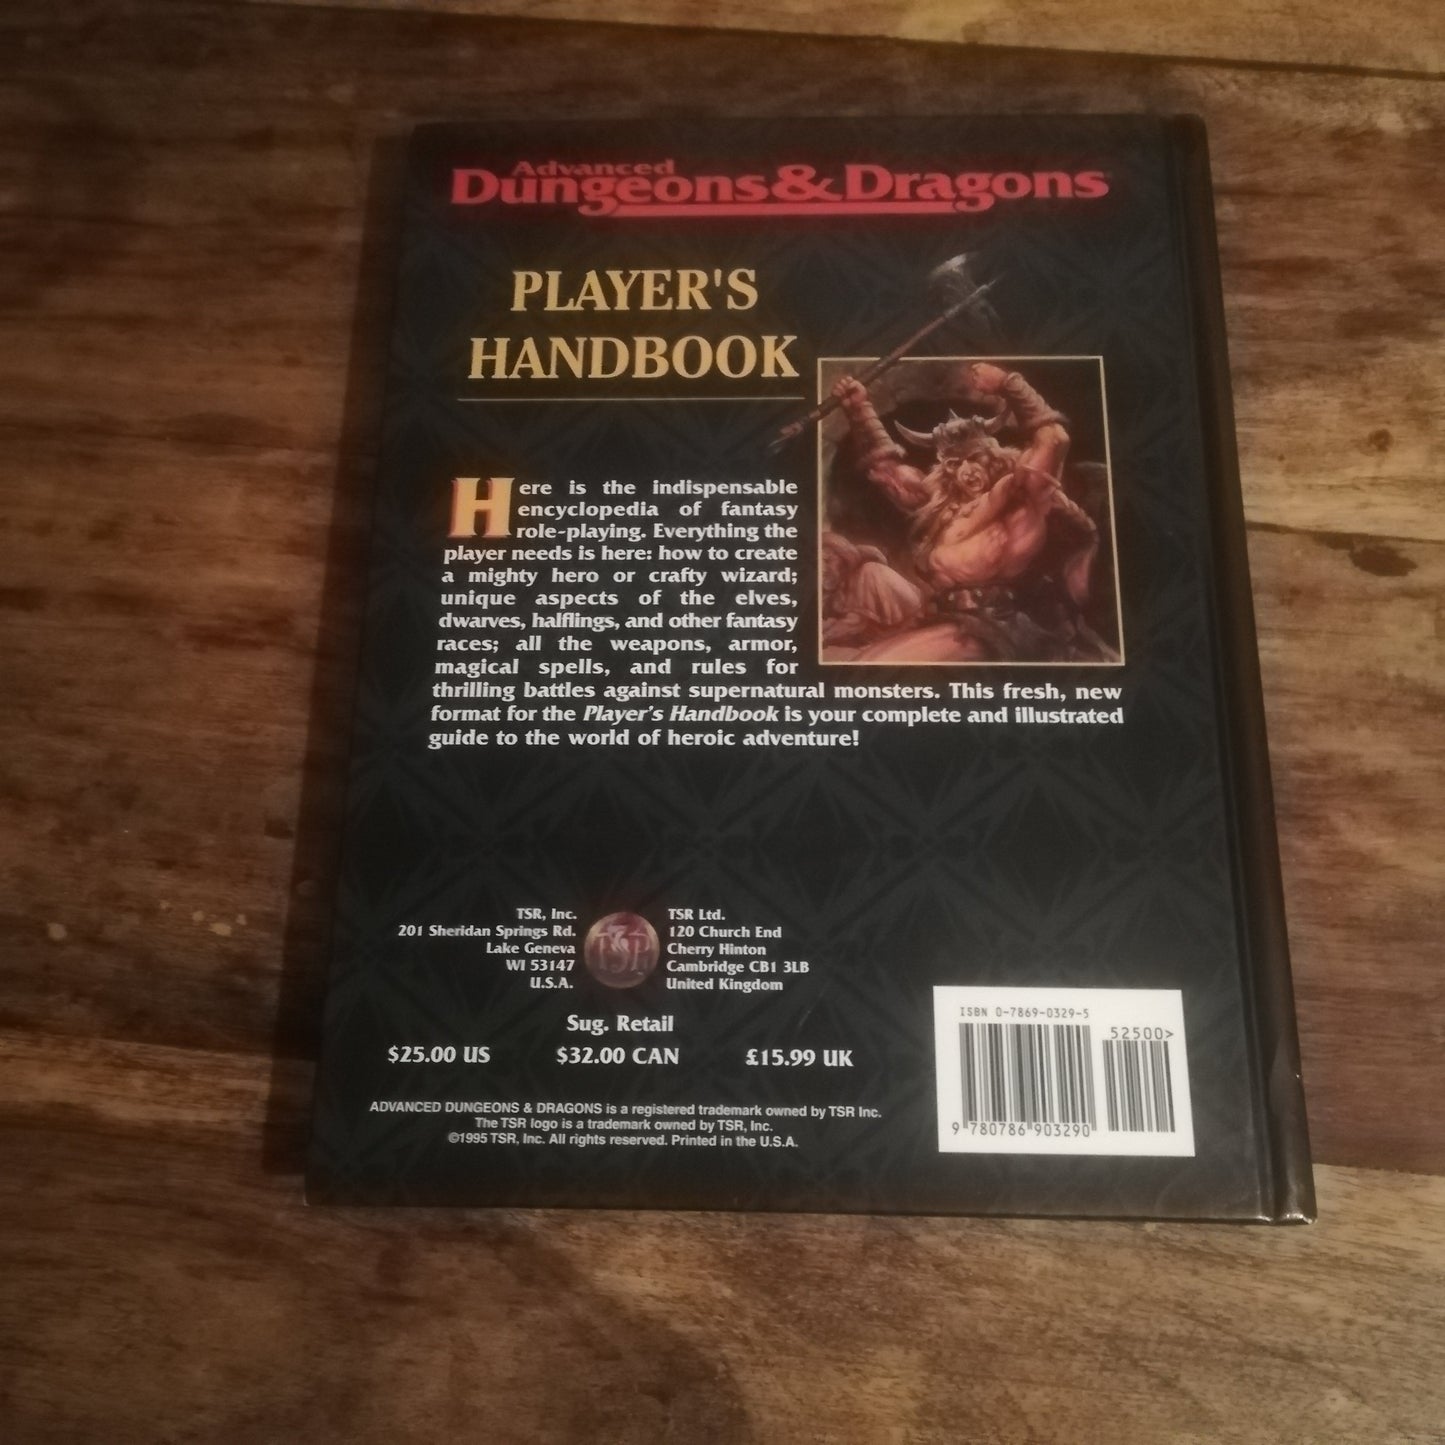 Advanced
Dungeons & Dragons
PLAYER'S
HANDBOOK
Here is the indispensable
encyclopedia of fantasy
role-playing. Everything the
player needs is here: how to create
a mighty hero or crafty wizard;
unique aspects of the elves,
dwarves, halflings, and other fantasy
races; all the weapons, armor,
magical spells, and rules for
thrilling battles against supernatural monsters. This fresh, new
format for the Player's Handbook is your complete and illustrated
guide to the world of heroic adventure!
TSR, Inc.
201 Sheridan Springs Rd.
Lake Geneva
WI 53147
U.S.A.
TSR
TSR Ltd.
120 Church End
Cherry Hinton
Cambridge CB1 3LB
United Kingdom
Sug. Retail
$25.00 US $32.00 CAN £15.99 UK
ADVANCED DUNGEONS & DRAGONS is a registered trademark owned by TSR Inc.
The TSR logo is a trademark owned by TSR, Inc.
©1995 TSR, Inc. All rights reserved. Printed in the U.S.A.
ISBN 0-7869-0329-5
52500>
9 780786 903290